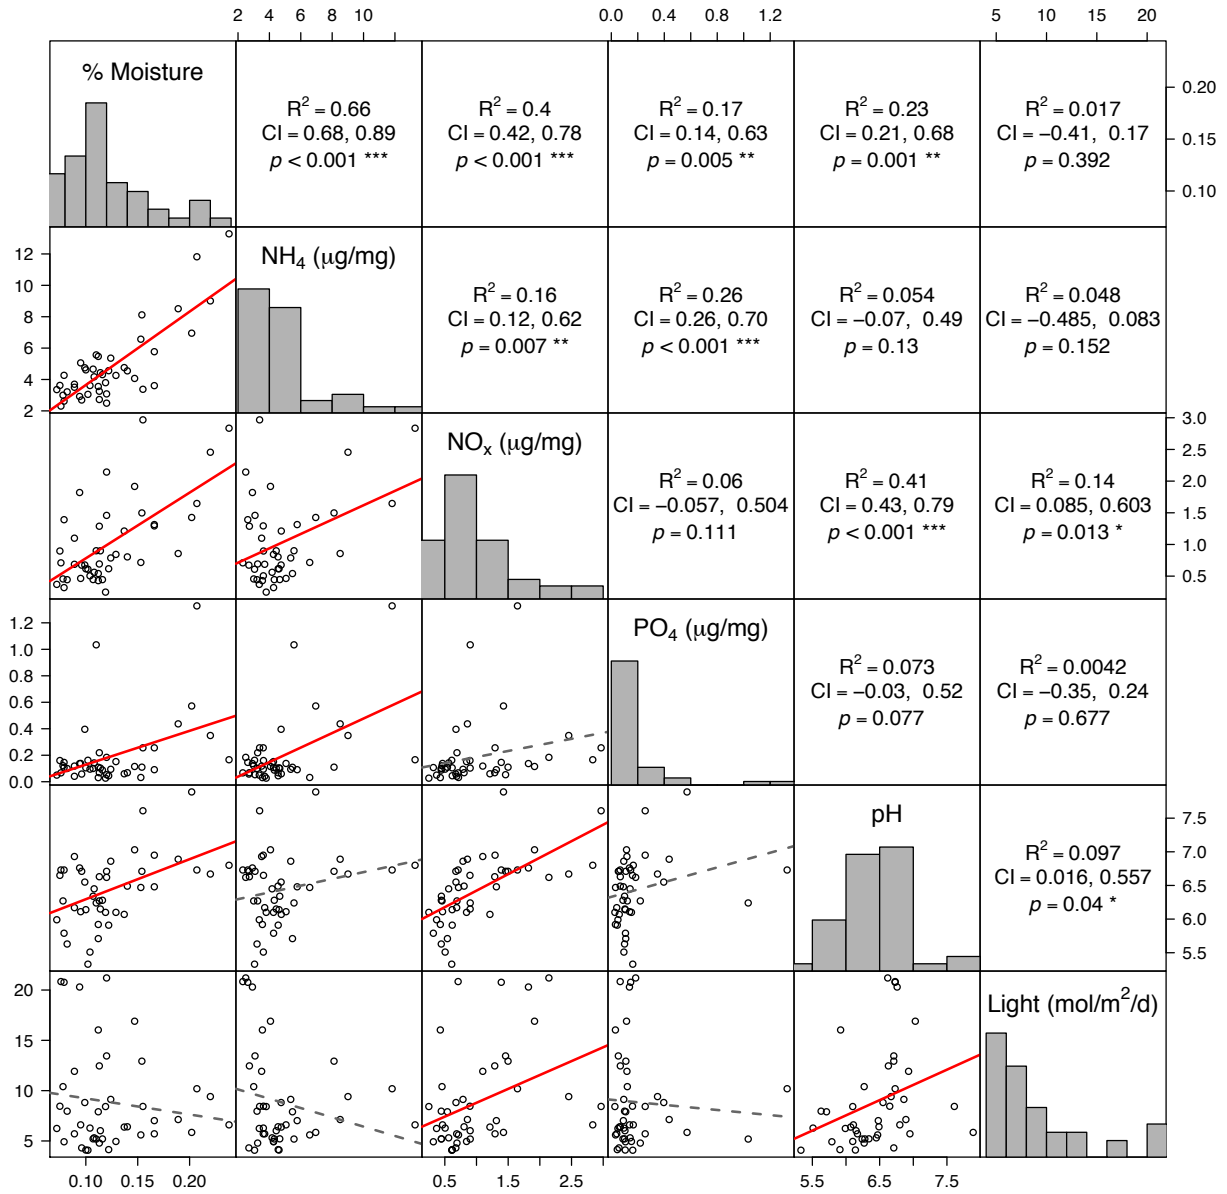 2 4 6 8 10
0.0 0.4 0.8 1.2
5 10 15 20
% Moisture
R² = 0.66
CI = 0.68, 0.89
p < 0.001 ***
R² = 0.4
CI = 0.42, 0.78
p < 0.001 ***
R² = 0.17
CI = 0.14, 0.63
p = 0.005 **
R² = 0.23
CI = 0.21, 0.68
p = 0.001 **
R² = 0.017
CI = −0.41, 0.17
p = 0.392
0.20
0.15
0.10
12
10
8
6
4
2
NH₄ (μg/mg)
R² = 0.16
CI = 0.12, 0.62
p = 0.007 **
R² = 0.26
CI = 0.26, 0.70
p < 0.001 ***
R² = 0.054
CI = −0.07, 0.49
p = 0.13
R² = 0.048
CI = −0.485, 0.083
p = 0.152
NOₓ (μg/mg)
R² = 0.06
CI = −0.057, 0.504
p = 0.111
R² = 0.41
CI = 0.43, 0.79
p < 0.001 ***
R² = 0.14
CI = 0.085, 0.603
p = 0.013 *
3.0
2.5
2.0
1.5
1.0
0.5
1.2
1.0
0.8
0.6
0.4
0.2
0.0
PO₄ (μg/mg)
R² = 0.073
CI = −0.03, 0.52
p = 0.077
R² = 0.0042
CI = −0.35, 0.24
p = 0.677
pH
R² = 0.097
CI = 0.016, 0.557
p = 0.04 *
7.5
7.0
6.5
6.0
5.5
20
15
10
5
Light (mol/m²/d)
0.10 0.20
0.5 1.5 2.5
5.5 6.5 7.5